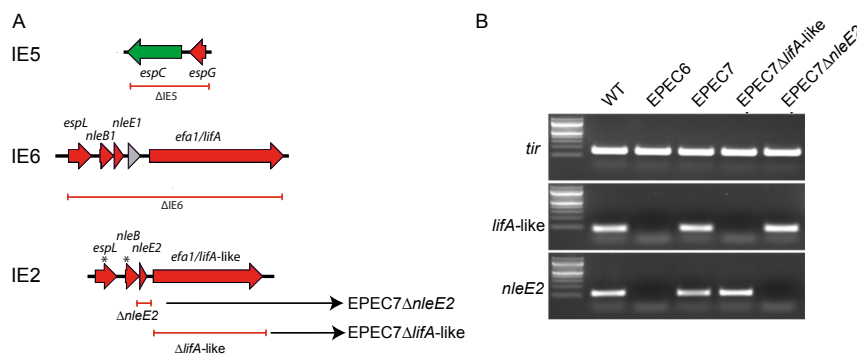 A
IE5
espC espG
ΔIE5
IE6
espL
nleB1
nleE1
efa1/lifA
ΔIE6
IE2
espL
nleB
nleE2
efa1/lifA-like
* *
ΔnleE2
EPEC7ΔnleE2
ΔlifA-like
EPEC7ΔlifA-like
B
WT EPEC6 EPEC7 EPEC7ΔlifA-like EPEC7ΔnleE2
tir
lifA-like
nleE2